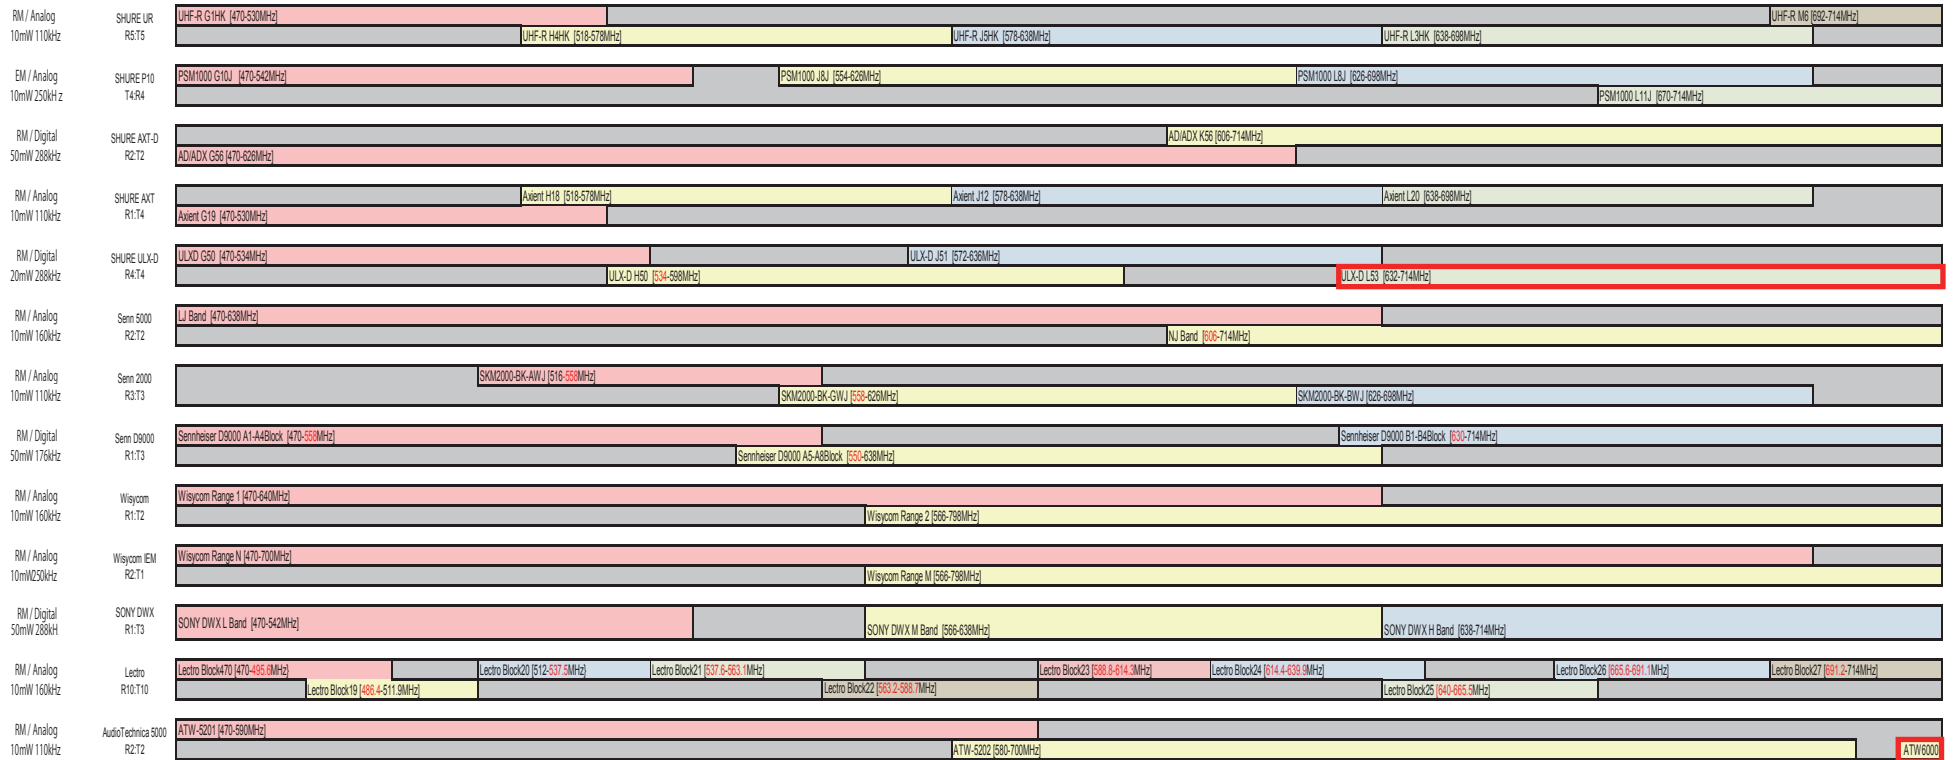 RM / Analog SHURE UR UHF-R G1HK [470-530MHz] UHF-R M6 [692-714MHz]
10mW 110kHz R5:T5 UHF-R H4HK [518-578MHz] UHF-R J5HK [578-638MHz] UHF-R L3HK [638-698MHz]
EM / Analog SHURE P10 PSM1000 G10J [470-542MHz] PSM1000 J8J [554-626MHz] PSM1000 L8J [626-698MHz]
10mW 250kH z T4:R4 PSM1000 L11J [670-714MHz]
RM / Digital SHURE AXT-D AD/ADX K56 [606-714MHz]
50mW 288kHz R2:T2 AD/ADX G56 [470-626MHz]
RM / Analog SHURE AXT Axient H18 [518-578MHz] Axient J12 [578-638MHz] Axient L20 [638-698MHz]
10mW 110kHz R1:T4 Axient G19 [470-530MHz]
RM / Digital SHURE ULX-D ULXD G50 [470-534MHz] ULX-D J51 [572-636MHz]
20mW 288kHz R4:T4 ULX-D H50 [534-598MHz] ULX-D L53 [632-714MHz]
RM / Analog Senn 5000 LJ Band [470-638MHz]
10mW 160kHz R2:T2 NJ Band [606-714MHz]
RM / Analog Senn 2000 SKM2000-BK-AWJ [516-558MHz]
10mW 110kHz R3:T3 SKM2000-BK-GWJ [558-626MHz] SKM2000-BK-BWJ [626-698MHz]
RM / Digital Senn D9000 Sennheiser D9000 A1-A4Block [470-558MHz] Sennheiser D9000 B1-B4Block [630-714MHz]
50mW 176kHz R1:T3 Sennheiser D9000 A5-A8Block [550-638MHz]
RM / Analog Wisycom Wisycom Range 1 [470-640MHz]
10mW 160kHz R1:T2 Wisycom Range 2 [566-798MHz]
RM / Analog Wisycom IEM Wisycom Range N [470-700MHz]
10mW250kHz R2:T1 Wisycom Range M [566-798MHz]
RM / Digital SONY DWX SONY DWX L Band [470-542MHz]
50mW 288kH R1:T3 SONY DWX M Band [566-638MHz] SONY DWX H Band [638-714MHz]
RM / Analog Lectro Lectro Block470 [470-495.6MHz} Lectro Block20 [512-537.5MHz} Lectro Block21 [537.6-563.1MHz] Lectro Block23 [588.8-614.3MHz] Lectro Block24 [614.4-639.9MHz] Lectro Block26 [665.6-691.1MHz] Lectro Block27 [691.2-714MHz]
10mW 160kHz R10:T10 Lectro Block19 [486.4-511.9MHz] Lectro Block22 [563.2-588.7MHz] Lectro Block25 [640-665.5MHz]
RM / Analog AudioTechnica 5000 ATW-5201 [470-590MHz]
10mW 110kHz R2:T2 ATW-5202 [580-700MHz] ATW6000